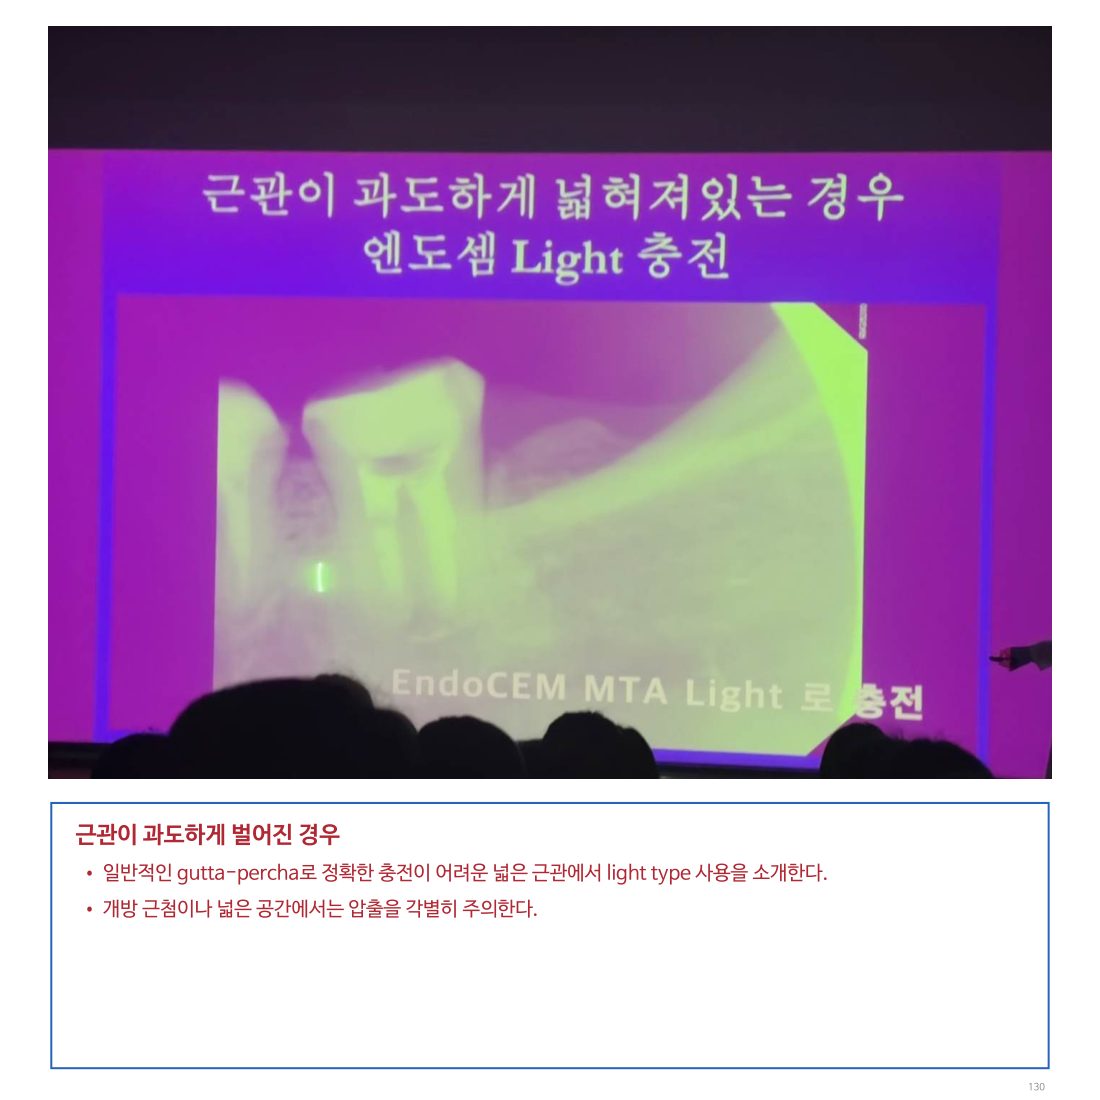 근관이 과도하게 넓혀져있는 경우
엔도셈 Light 충전
EndoCEM MTA Light 로 충전
근관이 과도하게 벌어진 경우
• 일반적인 gutta-percha로 정확한 충전이 어려운 넓은 근관에서 light type 사용을 소개한다.
• 개방 근첨이나 넓은 공간에서는 압출을 각별히 주의한다.
130